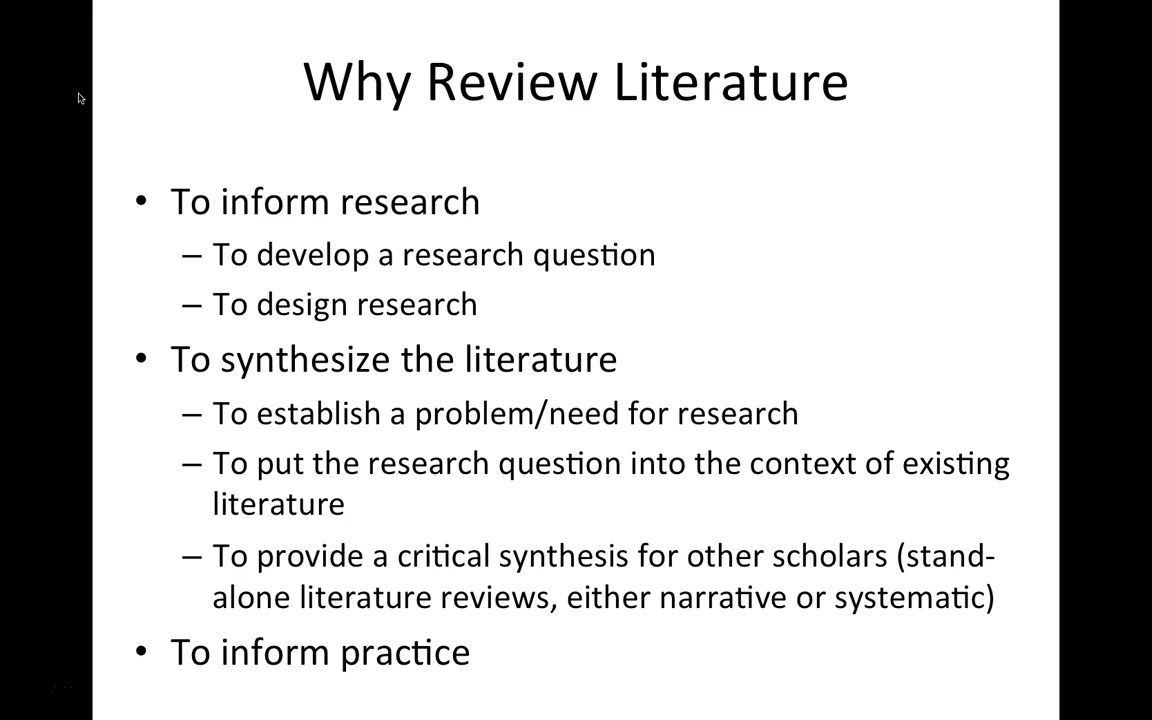 Why Review Literature
• To inform research
– To develop a research question
– To design research
• To synthesize the literature
– To establish a problem/need for research
– To put the research question into the context of existing
literature
– To provide a critical synthesis for other scholars (stand-
alone literature reviews, either narrative or systematic)
• To inform practice